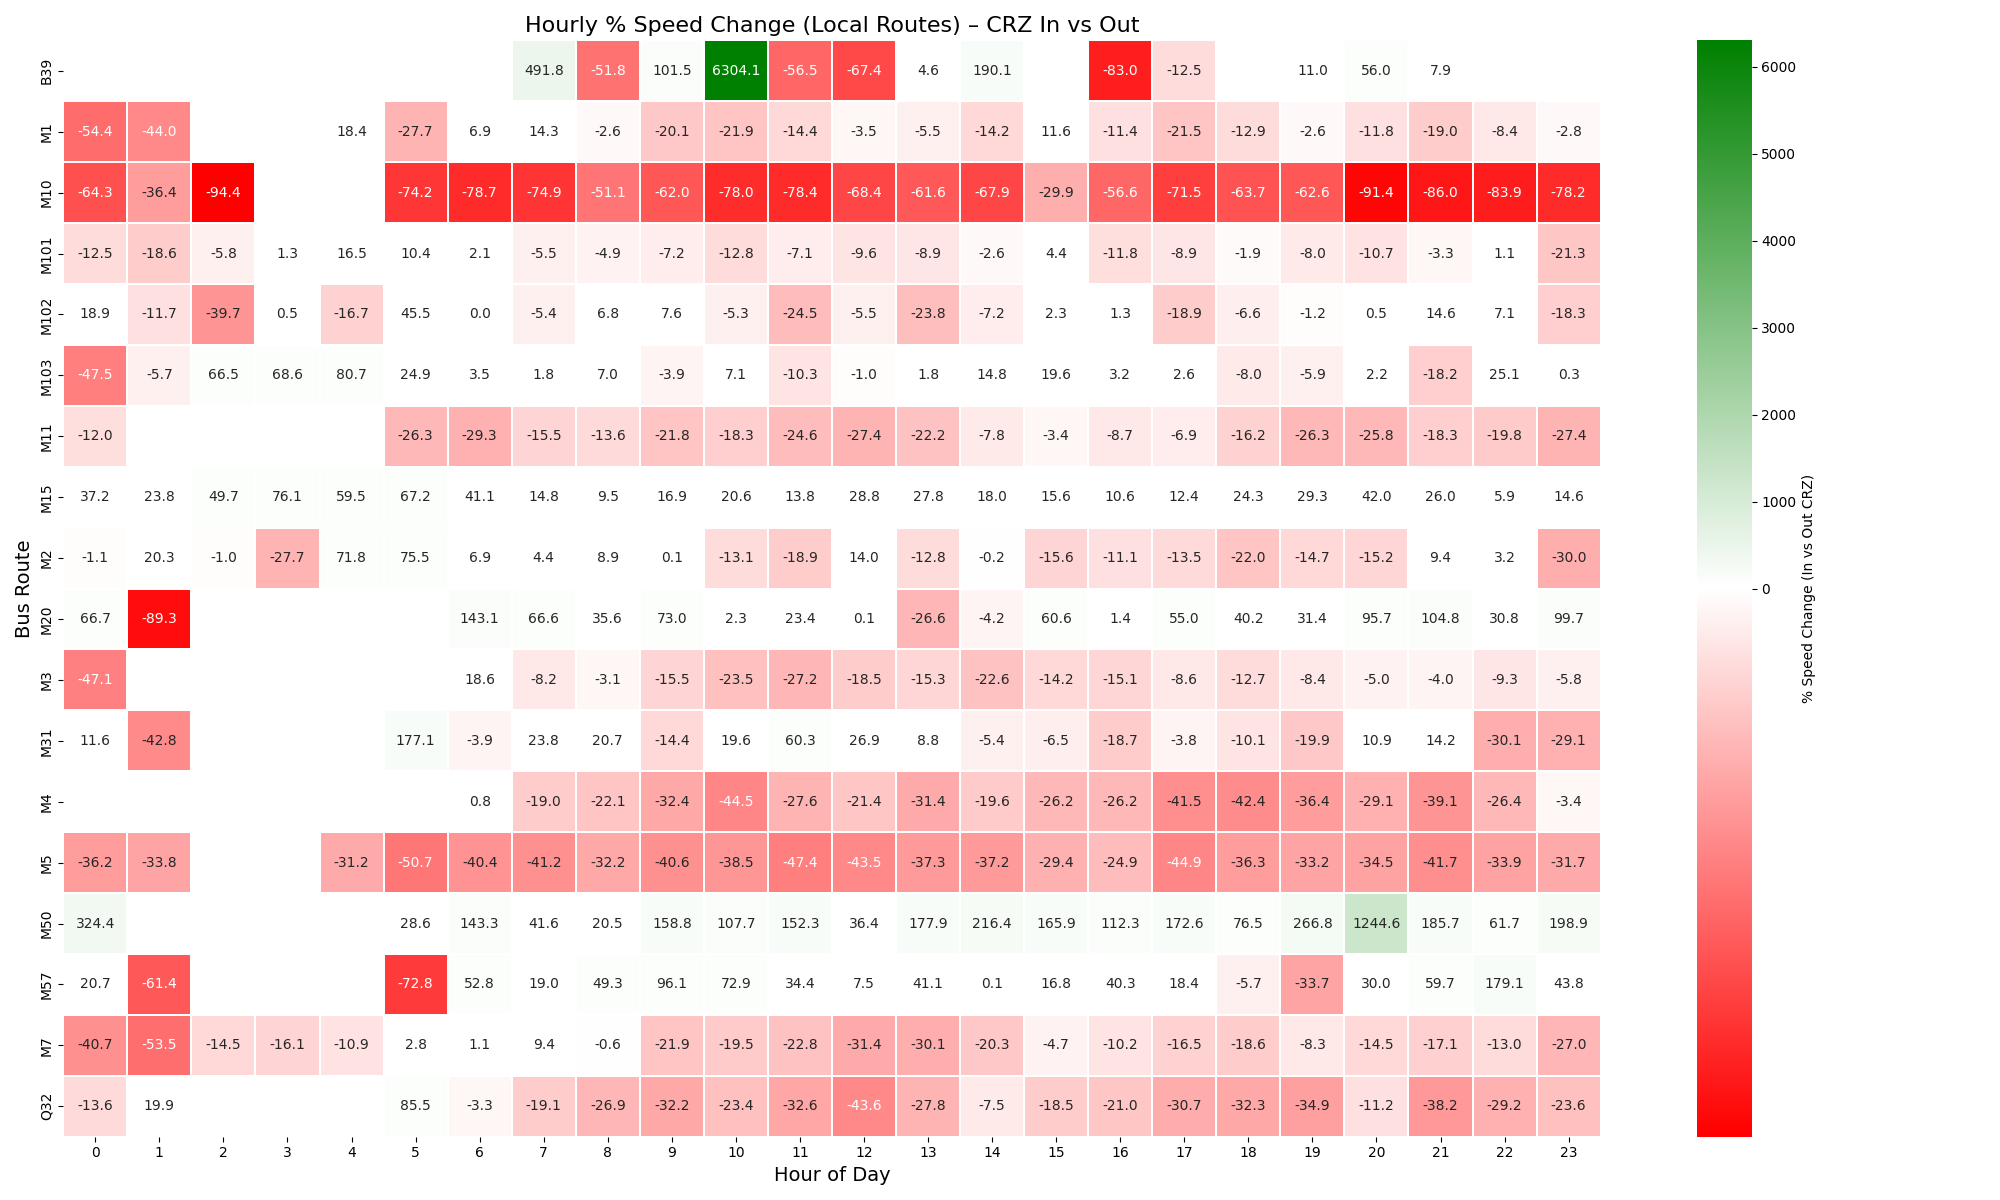 Hourly % Speed Change (Local Routes) – CRZ In vs Out
B39 491.8 -51.8 101.5 6304.1 -56.5 -67.4 4.6 190.1 -83.0 -12.5 11.0 56.0 7.9
M1 -54.4 -44.0 18.4 -27.7 6.9 14.3 -2.6 -20.1 -21.9 -14.4 -3.5 -5.5 -14.2 11.6 -11.4 -21.5 -12.9 -2.6 -11.8 -19.0 -8.4 -2.8
M10 -64.3 -36.4 -94.4 -74.2 -78.7 -74.9 -51.1 -62.0 -78.0 -78.4 -68.4 -61.6 -67.9 -29.9 -56.6 -71.5 -63.7 -62.6 -91.4 -86.0 -83.9 -78.2
M101 -12.5 -18.6 -5.8 1.3 16.5 10.4 2.1 -5.5 -4.9 -7.2 -12.8 -7.1 -9.6 -8.9 -2.6 4.4 -11.8 -8.9 -1.9 -8.0 -10.7 -3.3 1.1 -21.3
M102 18.9 -11.7 -39.7 0.5 -16.7 45.5 0.0 -5.4 6.8 7.6 -5.3 -24.5 -5.5 -23.8 -7.2 2.3 1.3 -18.9 -6.6 -1.2 0.5 14.6 7.1 -18.3
M103 -47.5 -5.7 66.5 68.6 80.7 24.9 3.5 1.8 7.0 -3.9 7.1 -10.3 -1.0 1.8 14.8 19.6 3.2 2.6 -8.0 -5.9 2.2 -18.2 25.1 0.3
M11 -12.0 -26.3 -29.3 -15.5 -13.6 -21.8 -18.3 -24.6 -27.4 -22.2 -7.8 -3.4 -8.7 -6.9 -16.2 -26.3 -25.8 -18.3 -19.8 -27.4
M15 37.2 23.8 49.7 76.1 59.5 67.2 41.1 14.8 9.5 16.9 20.6 13.8 28.8 27.8 18.0 15.6 10.6 12.4 24.3 29.3 42.0 26.0 5.9 14.6
M2 -1.1 20.3 -1.0 -27.7 71.8 75.5 6.9 4.4 8.9 0.1 -13.1 -18.9 14.0 -12.8 -0.2 -15.6 -11.1 -13.5 -22.0 -14.7 -15.2 9.4 3.2 -30.0
M20 66.7 -89.3 143.1 66.6 35.6 73.0 2.3 23.4 0.1 -26.6 -4.2 60.6 1.4 55.0 40.2 31.4 95.7 104.8 30.8 99.7
M3 -47.1 18.6 -8.2 -3.1 -15.5 -23.5 -27.2 -18.5 -15.3 -22.6 -14.2 -15.1 -8.6 -12.7 -8.4 -5.0 -4.0 -9.3 -5.8
M31 11.6 -42.8 177.1 -3.9 23.8 20.7 -14.4 19.6 60.3 26.9 8.8 -5.4 -6.5 -18.7 -3.8 -10.1 -19.9 10.9 14.2 -30.1 -29.1
M4 0.8 -19.0 -22.1 -32.4 -44.5 -27.6 -21.4 -31.4 -19.6 -26.2 -26.2 -41.5 -42.4 -36.4 -29.1 -39.1 -26.4 -3.4
M5 -36.2 -33.8 -31.2 -50.7 -40.4 -41.2 -32.2 -40.6 -38.5 -47.4 -43.5 -37.3 -37.2 -29.4 -24.9 -44.9 -36.3 -33.2 -34.5 -41.7 -33.9 -31.7
M50 324.4 28.6 143.3 41.6 20.5 158.8 107.7 152.3 36.4 177.9 216.4 165.9 112.3 172.6 76.5 266.8 1244.6 185.7 61.7 198.9
M57 20.7 -61.4 -72.8 52.8 19.0 49.3 96.1 72.9 34.4 7.5 41.1 0.1 16.8 40.3 18.4 -5.7 -33.7 30.0 59.7 179.1 43.8
M7 -40.7 -53.5 -14.5 -16.1 -10.9 2.8 1.1 9.4 -0.6 -21.9 -19.5 -22.8 -31.4 -30.1 -20.3 -4.7 -10.2 -16.5 -18.6 -8.3 -14.5 -17.1 -13.0 -27.0
Q32 -13.6 19.9 85.5 -3.3 -19.1 -26.9 -32.2 -23.4 -32.6 -43.6 -27.8 -7.5 -18.5 -21.0 -30.7 -32.3 -34.9 -11.2 -38.2 -29.2 -23.6
0 1 2 3 4 5 6 7 8 9 10 11 12 13 14 15 16 17 18 19 20 21 22 23
Hour of Day
Bus Route
6000
5000
4000
3000
2000
1000
0
% Speed Change (In vs Out CRZ)